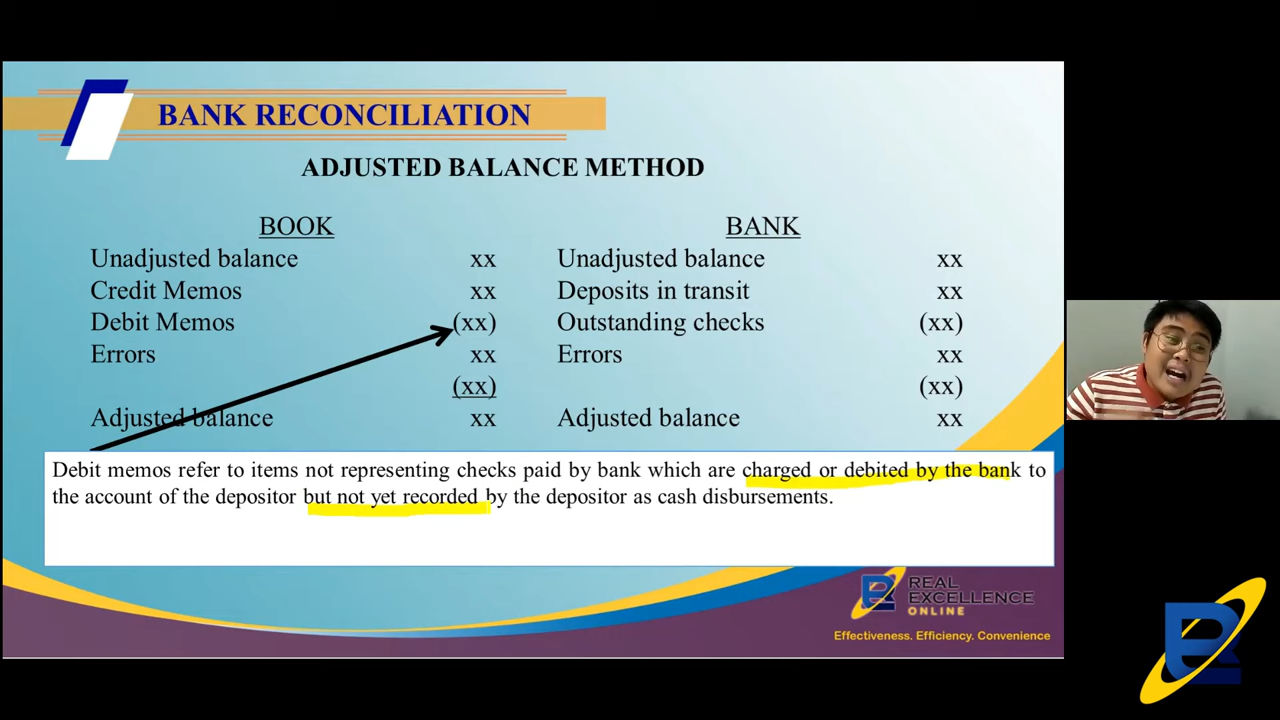 BANK RECONCILIATION
ADJUSTED BALANCE METHOD
BOOK
Unadjusted balance xx
Credit Memos xx
Debit Memos (xx)
Errors xx
(xx)
Adjusted balance xx
BANK
Unadjusted balance xx
Deposits in transit xx
Outstanding checks (xx)
Errors xx
(xx)
Adjusted balance xx
Debit memos refer to items not representing checks paid by bank which are charged or debited by the bank to
the account of the depositor but not yet recorded by the depositor as cash disbursements.
REAL
EXCELLENCE
ONLINE
Effectiveness. Efficiency. Convenience